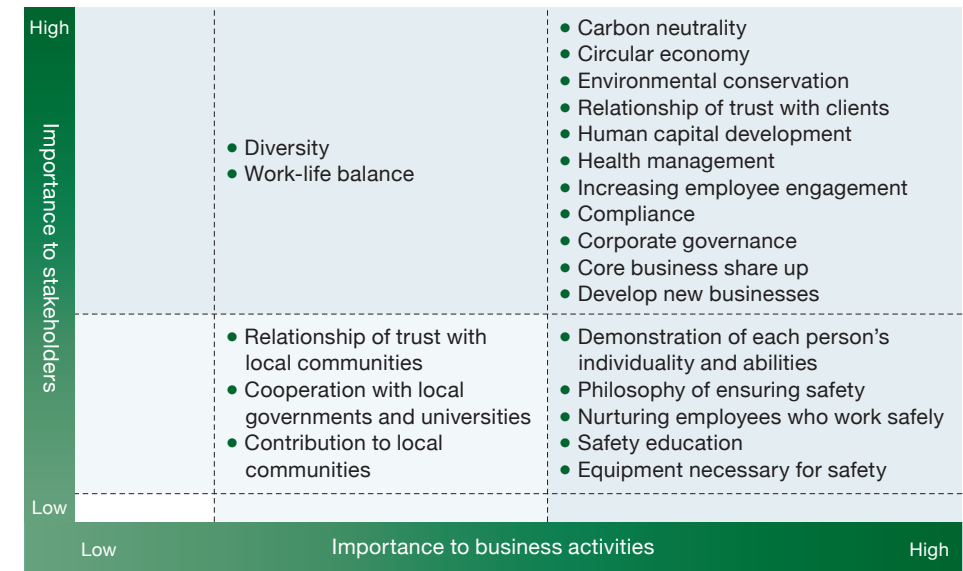 High
Importance to stakeholders
Low
• Diversity
• Work-life balance
• Carbon neutrality
• Circular economy
• Environmental conservation
• Relationship of trust with clients
• Human capital development
• Health management
• Increasing employee engagement
• Compliance
• Corporate governance
• Core business share up
• Develop new businesses
• Relationship of trust with
local communities
• Cooperation with local
governments and universities
• Contribution to local
communities
• Demonstration of each person’s
individuality and abilities
• Philosophy of ensuring safety
• Nurturing employees who work safely
• Safety education
• Equipment necessary for safety
Low
Importance to business activities
High